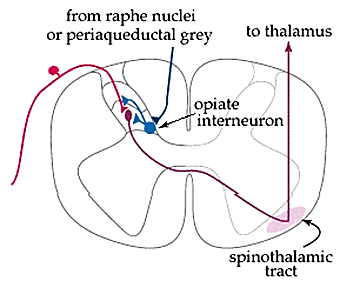 from raphe nuclei
or periaqueductal grey
to thalamus
opiate
interneuron
spinothalamic
tract